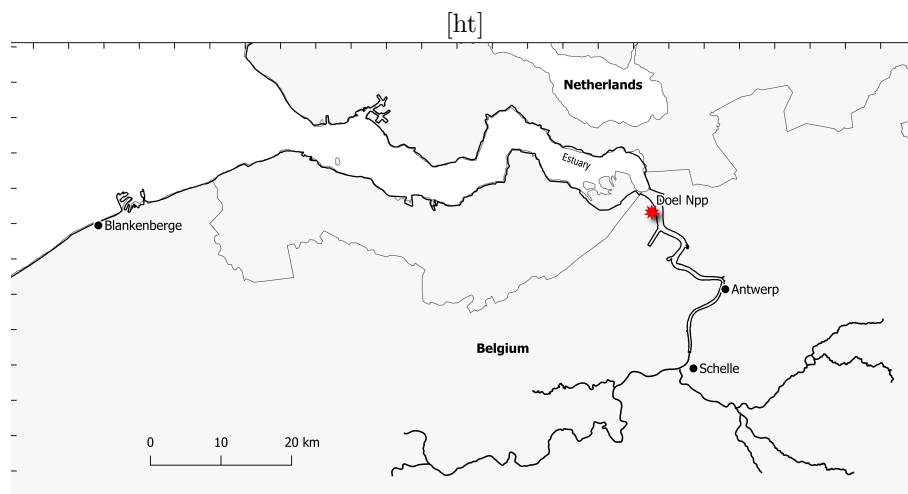 [ht]
Netherlands
Estuary
Doel Npp
Blankenberge
Antwerp
Belgium
Schelle
0 10 20 km